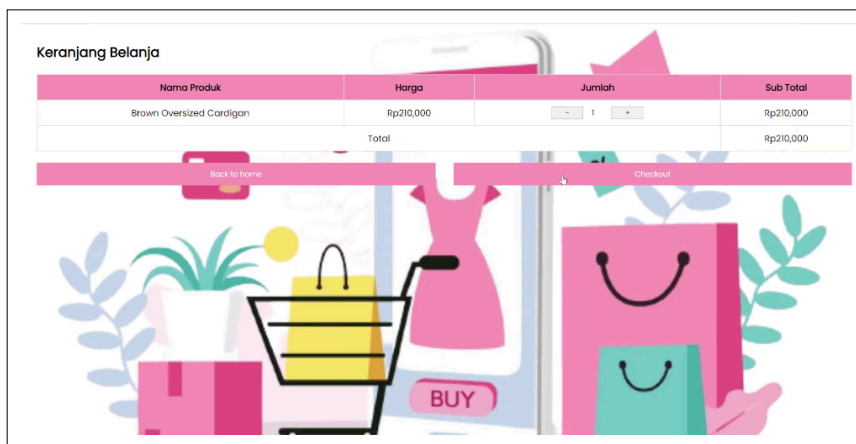 Keranjang Belanja
Nama Produk Harga Jumlah Sub Total
Brown Oversized Cardigan Rp210,000 - 1 + Rp210,000
Total Rp210,000
Back to home Checkout
BUY